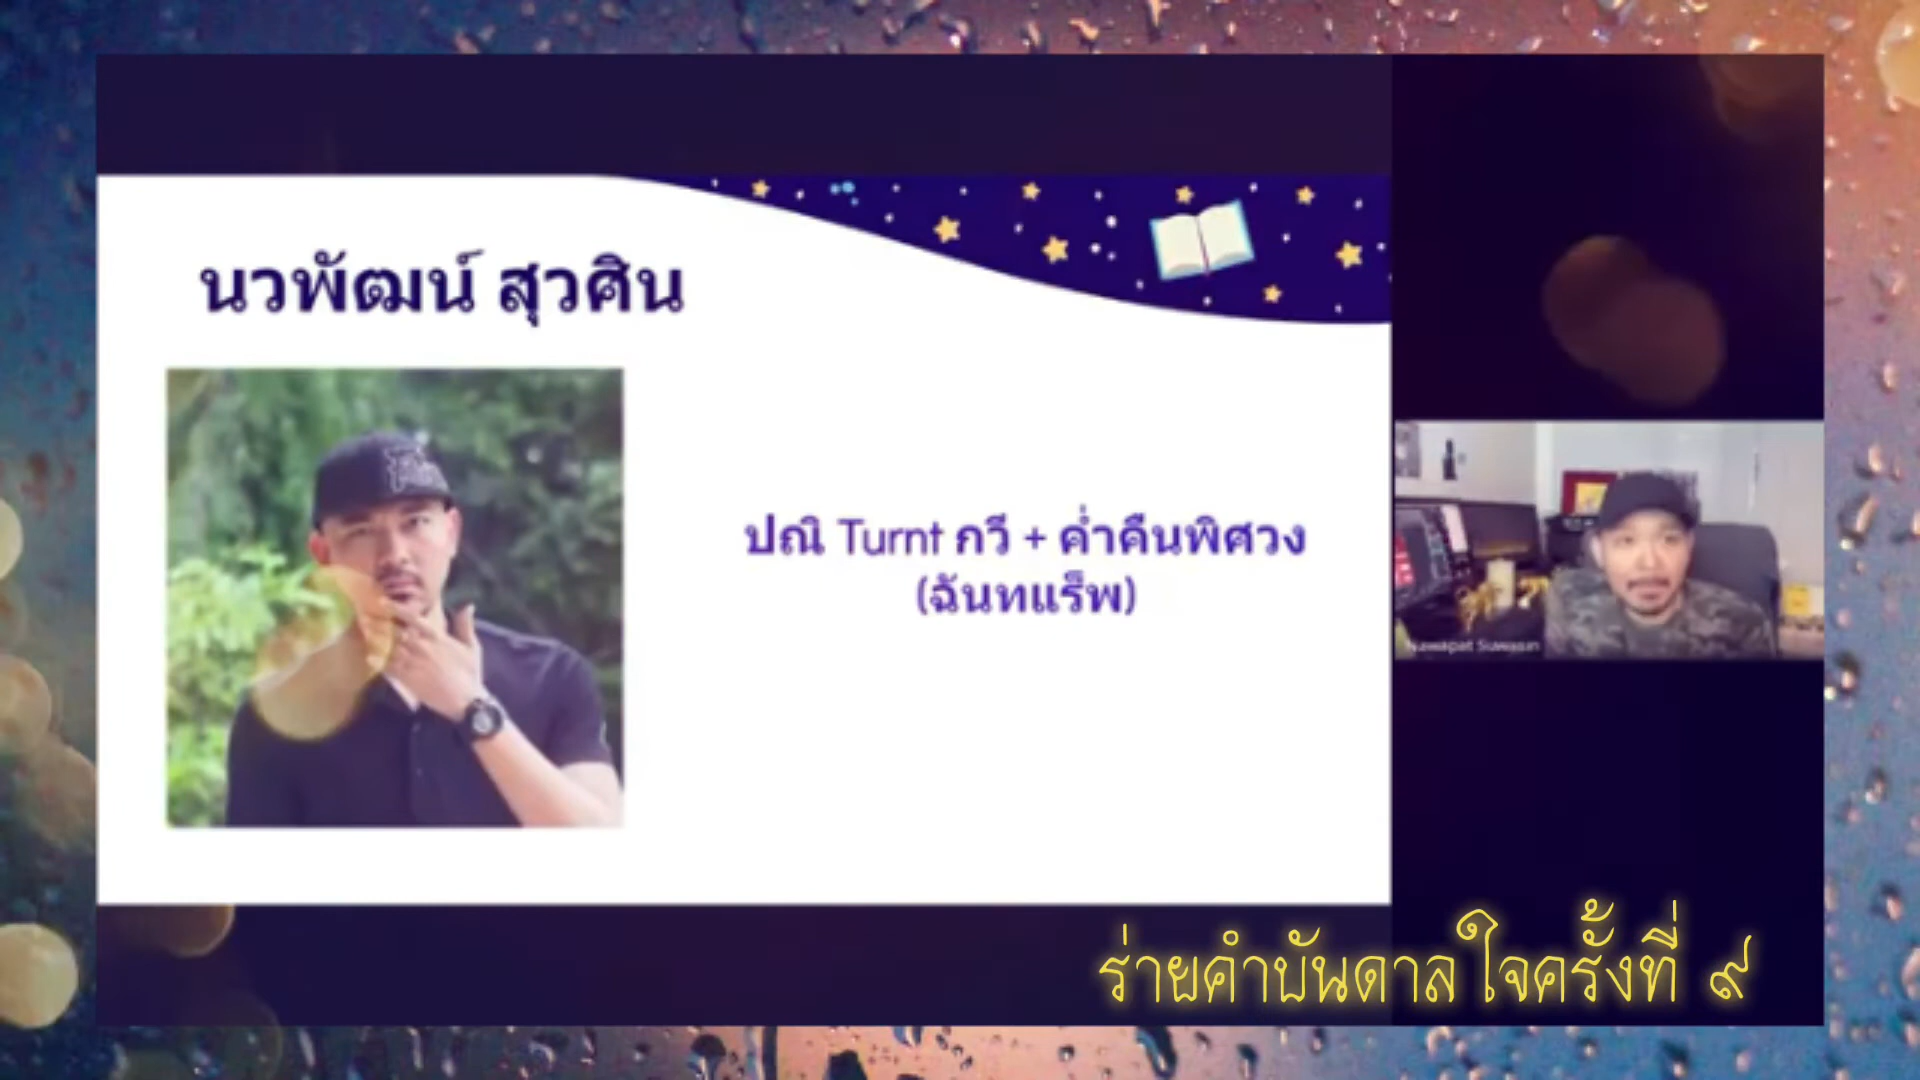 นวพัฒน์ สุวศิน
ปณิ Turnt กวี + ค่ำคืนพิศวง
(ฉันทแร็พ)
Nawapat Suwasin
ร่ายคำบันดาลใจครั้งที่ ๙